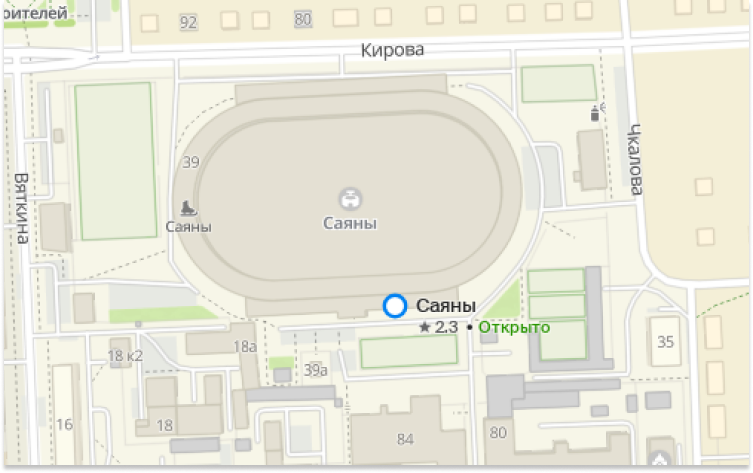 оителей
92
80
Кирова
39
Чкалова
Вяткина
Саяны
Саяны
Саяны
2.3 • Открыто
18 к2
18а
39а
35
16
18
84
80